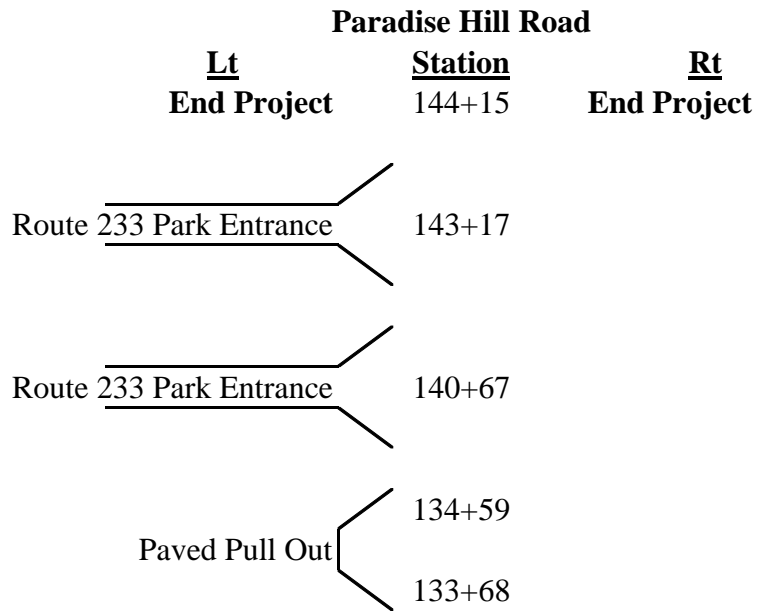 Paradise Hill Road
Lt Station Rt
End Project 144+15 End Project
Route 233 Park Entrance 143+17
Route 233 Park Entrance 140+67
134+59
Paved Pull Out
133+68